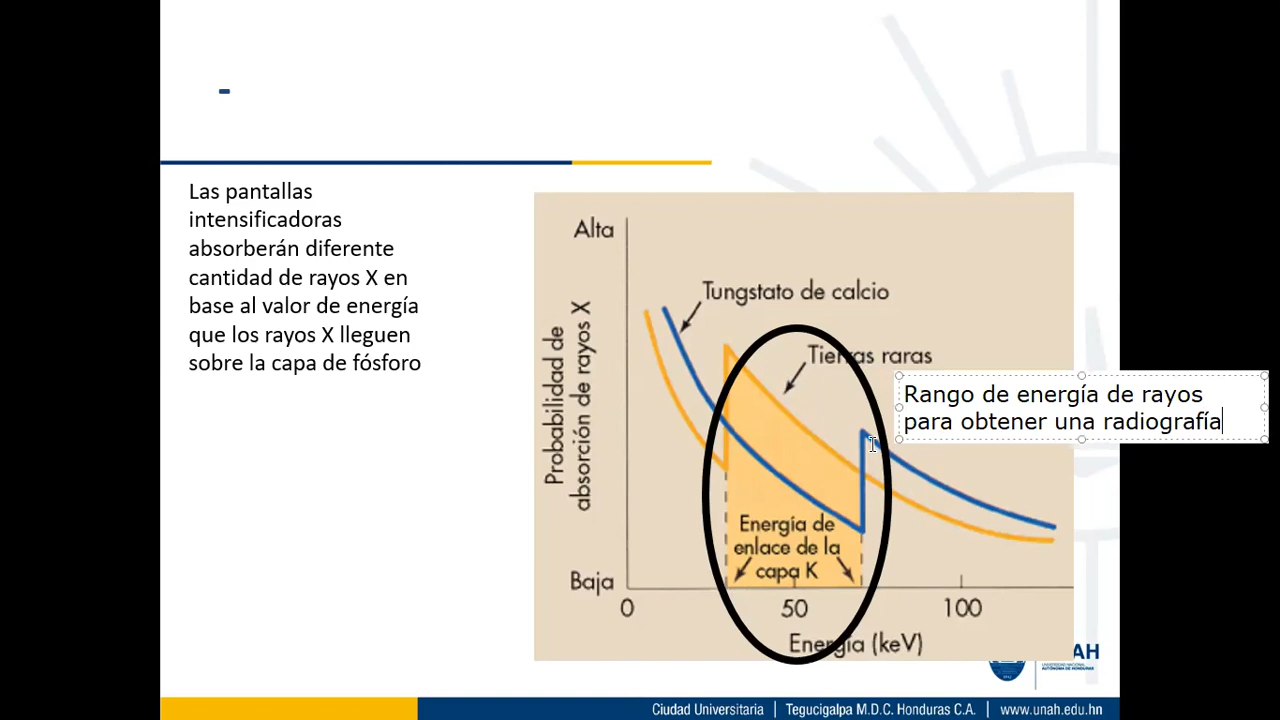 -
Las pantallas
intensificadoras
absorberán diferente
cantidad de rayos X en
base al valor de energía
que los rayos X lleguen
sobre la capa de fósforo
Alta
Tungstato de calcio
Tierras raras
Probabilidad de
absorción de rayos X
Rango de energía de rayos
para obtener una radiografía
Energía de
enlace de la
capa K
Baja
0
50
100
Energía (keV)
AH
Ciudad Universitaria | Tegucigalpa M.D.C. Honduras C.A. | www.unah.edu.hn